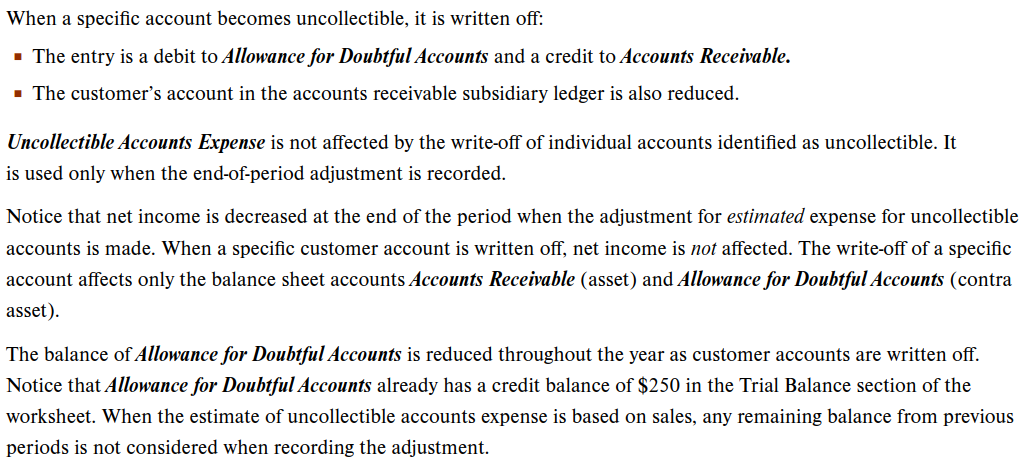 When a specific account becomes uncollectible, it is written off:
▪ The entry is a debit to Allowance for Doubtful Accounts and a credit to Accounts Receivable.
▪ The customer’s account in the accounts receivable subsidiary ledger is also reduced.
Uncollectible Accounts Expense is not affected by the write-off of individual accounts identified as uncollectible. It
is used only when the end-of-period adjustment is recorded.
Notice that net income is decreased at the end of the period when the adjustment for estimated expense for uncollectible
accounts is made. When a specific customer account is written off, net income is not affected. The write-off of a specific
account affects only the balance sheet accounts Accounts Receivable (asset) and Allowance for Doubtful Accounts (contra
asset).
The balance of Allowance for Doubtful Accounts is reduced throughout the year as customer accounts are written off.
Notice that Allowance for Doubtful Accounts already has a credit balance of $250 in the Trial Balance section of the
worksheet. When the estimate of uncollectible accounts expense is based on sales, any remaining balance from previous
periods is not considered when recording the adjustment.